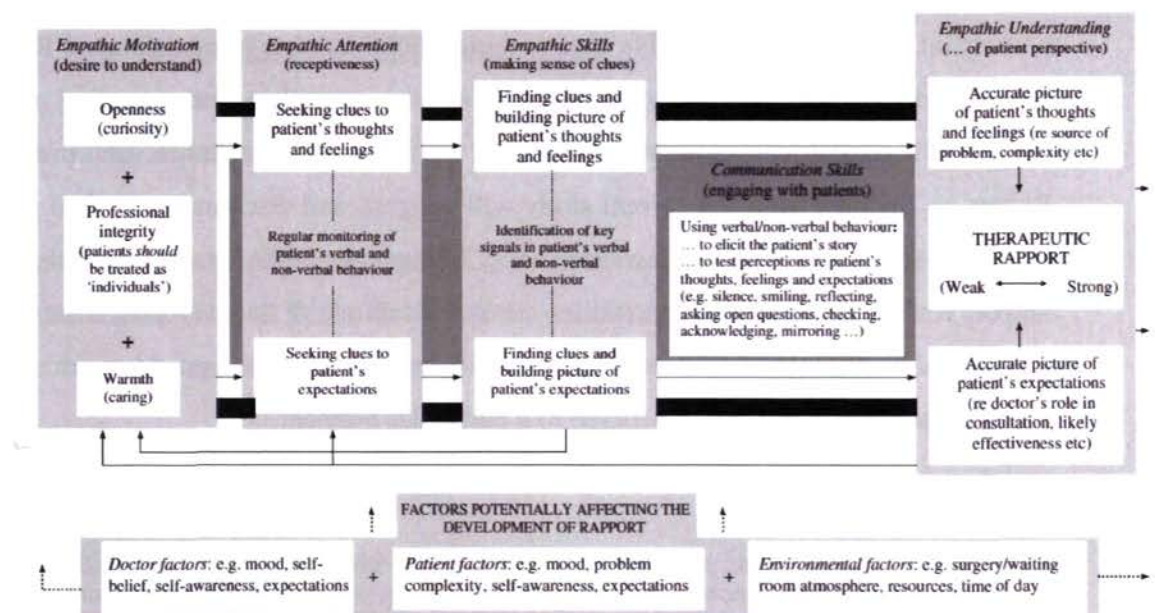 Empathic Motivation
(desire to understand)
Openness
(curiosity)
+
Professional
integrity
(patients should
be treated as
‘individuals’)
+
Warmth
(caring)
Empathic Attention
(receptiveness)
Seeking clues to
patient’s thoughts
and feelings
Regular monitoring of
patient’s verbal and
non-verbal behaviour
Seeking clues to
patient’s
expectations
Empathic Skills
(making sense of clues)
Finding clues and
building picture of
patient’s thoughts
and feelings
Identification of key
signals in patient’s verbal
and non-verbal
behaviour
Finding clues and
building picture of
patient’s expectations
Communication Skills
(engaging with patients)
Using verbal/non-verbal behaviour:
… to elicit the patient’s story
… to test perceptions re patient’s
thoughts, feelings and expectations
(e.g. silence, smiling, reflecting,
asking open questions, checking,
acknowledging, mirroring …)
Empathic Understanding
(… of patient perspective)
Accurate picture
of patient’s thoughts
and feelings (re source of
problem, complexity etc)
THERAPEUTIC
RAPPORT
(Weak Strong)
Accurate picture of
patient’s expectations
(re doctor’s role in
consultation, likely
effectiveness etc)
FACTORS POTENTIALLY AFFECTING THE
DEVELOPMENT OF RAPPORT
Doctor factors: e.g. mood, self-
belief, self-awareness, expectations
+
Patient factors: e.g. mood, problem
complexity, self-awareness, expectations
+
Environmental factors: e.g. surgery/waiting
room atmosphere, resources, time of day